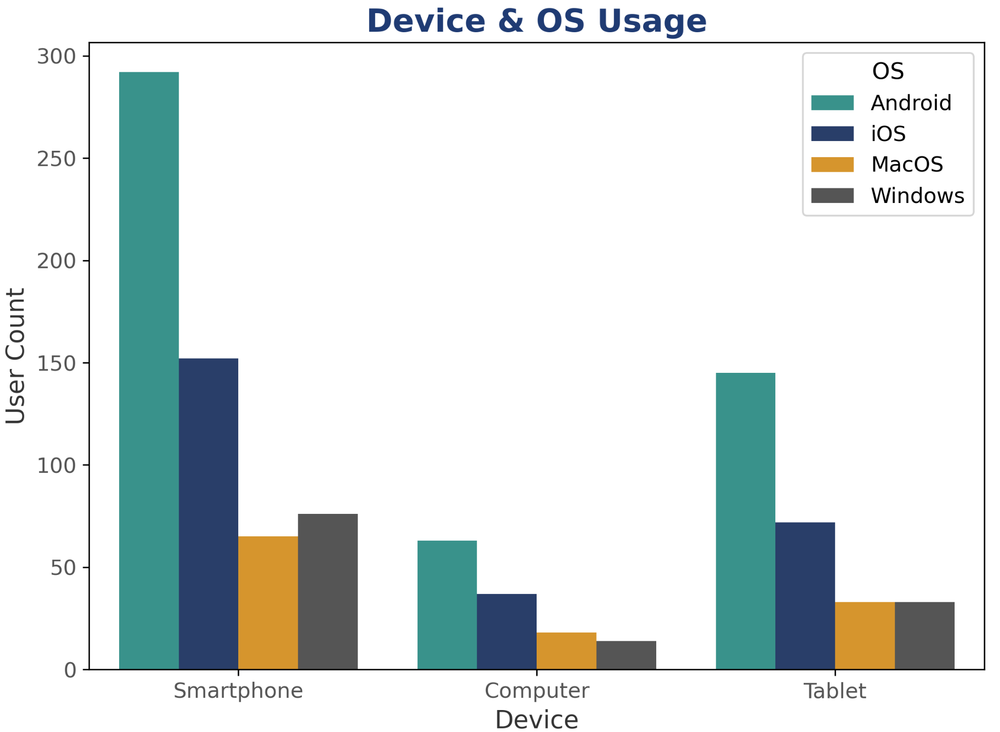 Device & OS Usage
300
250
200
150
100
50
0
User Count
OS
Android
iOS
MacOS
Windows
Smartphone
Computer
Tablet
Device